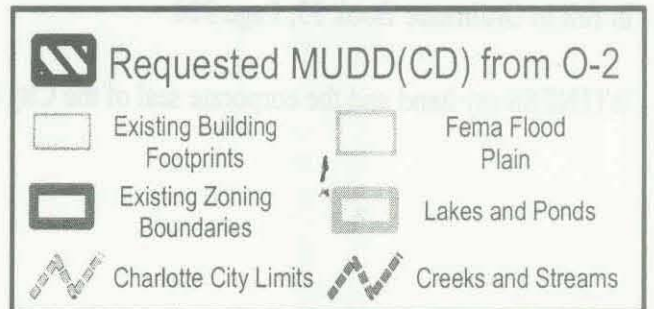 Requested MUDD(CD) from O-2
Existing Building
Footprints
Fema Flood
Plain
Existing Zoning
Boundaries
Lakes and Ponds
Charlotte City Limits
Creeks and Streams